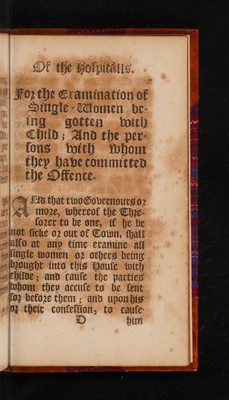 Of the Hospitalls.
For the Examination of
Single Women be-
ing gotten with
Child; And the per-
sons with whom
they have committed
the Offence.
ALso that two Governours or
more, whereof the Thre-
sorer to be one, if he be
not sicke or out of Town, shall
also at any time examine all
single women or others being
brought into this House with
childe; and cause the parties
whom they accuse to be sent
for before them; and upon his
or their confession, to cause
D him